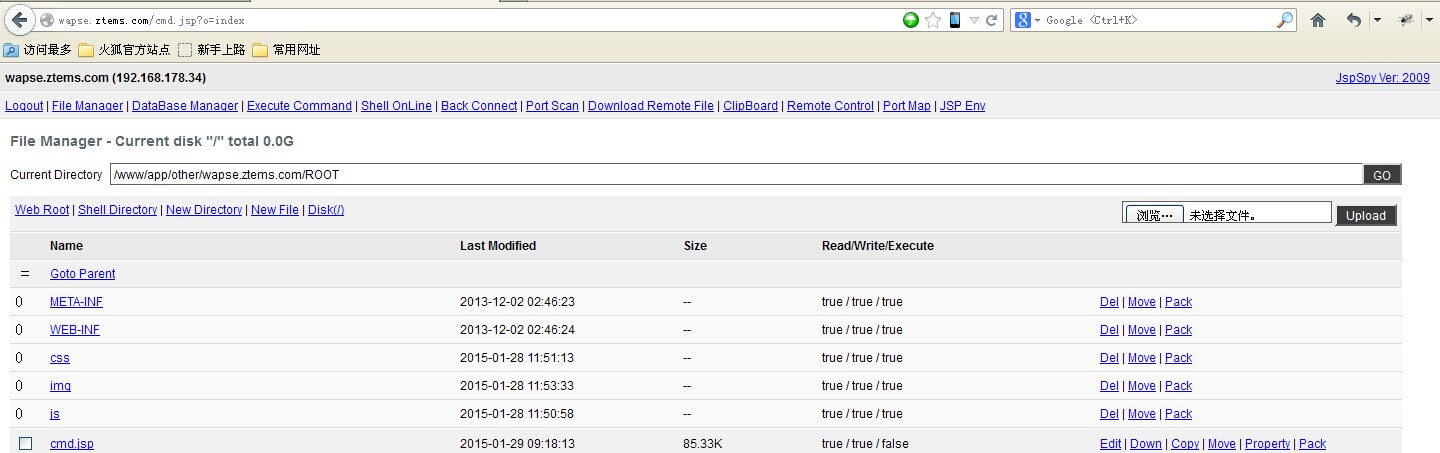 wapse.ztems.com/cmd.jsp?o=index
Google <Ctrl+K>
访问最多 火狐官方站点 新手上路 常用网址
wapse.ztems.com (192.168.178.34) JspSpy Ver: 2009
Logout | File Manager | DataBase Manager | Execute Command | Shell OnLine | Back Connect | Port Scan | Download Remote File | ClipBoard | Remote Control | Port Map | JSP Env
File Manager - Current disk "/" total 0.0G
Current Directory /www/app/other/wapse.ztems.com/ROOT GO
Web Root | Shell Directory | New Directory | New File | Disk(/) 浏览… 未选择文件。 Upload
Name Last Modified Size Read/Write/Execute
= Goto Parent
0 META-INF 2013-12-02 02:46:23 -- true / true / true Del | Move | Pack
0 WEB-INF 2013-12-02 02:46:24 -- true / true / true Del | Move | Pack
0 css 2015-01-28 11:51:13 -- true / true / true Del | Move | Pack
0 img 2015-01-28 11:53:33 -- true / true / true Del | Move | Pack
0 js 2015-01-28 11:50:58 -- true / true / true Del | Move | Pack
cmd.jsp 2015-01-29 09:18:13 85.33K true / true / false Edit | Down | Copy | Move | Property | Pack